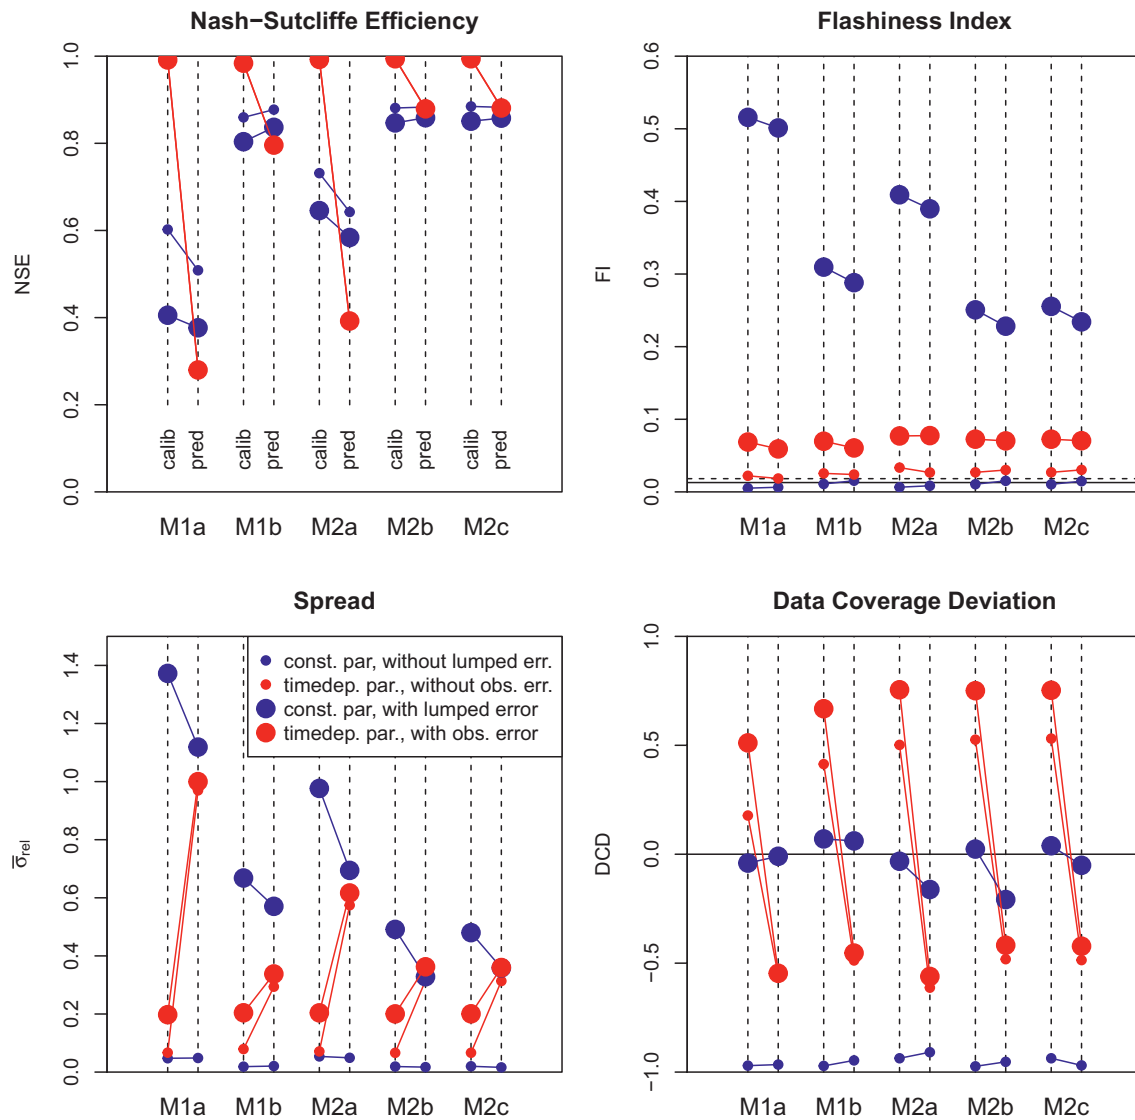 Nash−Sutcliffe Efficiency
NSE
0.0 0.2 0.4 0.6 0.8 1.0
calib pred calib pred calib pred calib pred calib pred
M1a M1b M2a M2b M2c
Flashiness Index
FI
0.0 0.1 0.2 0.3 0.4 0.5 0.6
M1a M1b M2a M2b M2c
Spread
σ̅rel
0.0 0.2 0.4 0.6 0.8 1.0 1.2 1.4
const. par, without lumped err.
timedep. par., without obs. err.
const. par, with lumped error
timedep. par., with obs. error
M1a M1b M2a M2b M2c
Data Coverage Deviation
DCD
−1.0 −0.5 0.0 0.5 1.0
M1a M1b M2a M2b M2c